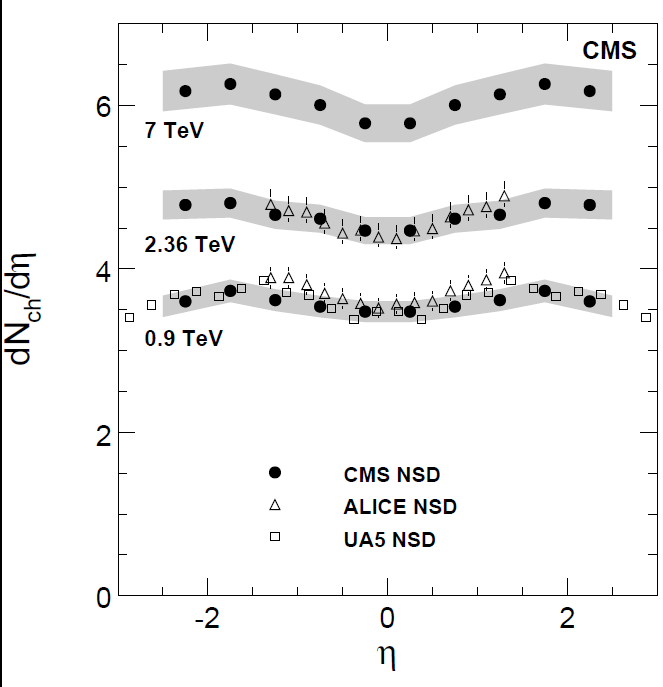 CMS
6
7 TeV
2.36 TeV
4
0.9 TeV
dN_ch/dη
2
CMS NSD
ALICE NSD
UA5 NSD
0
-2 0 2
η